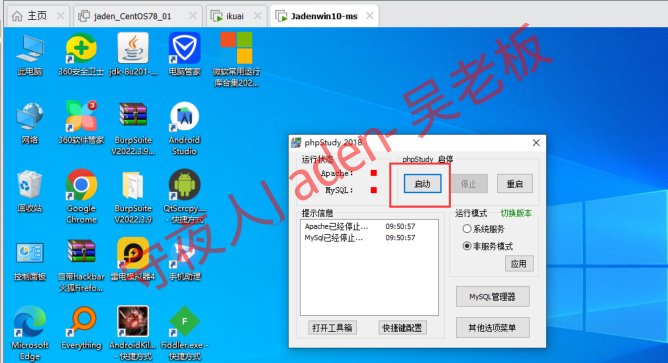 主页 jaden_CentOS78_01 ikuai Jadenwin10-ms
此电脑 360安全卫士 jdk-8u201-... 电脑管家 微软常用运行
库合集202...
网络 360软件管家 BurpSuite
V2022.3.9... Android
Studio
回收站 Google
Chrome BurpSuite
V2022.3.9 QtScrcpy...
- 快捷方式
控制面板 自带hackbar
火狐firefo... 雷电模拟器4 手机助理
Microsoft
Edge Everything AndroidKil...
- 快捷方式 Fiddler.exe -
快捷方式
phpStudy 2018
运行状态 phpStudy 启停
Apache:
MySQL:
启动 停止 重启
提示信息
Apache已经停止... 09:50:57
MySql已经停止... 09:50:57
运行模式 切换版本
系统服务
非服务模式
应用
MySQL管理器
打开工具箱 快捷键配置 其他选项菜单
守夜人Jaden-吴老板